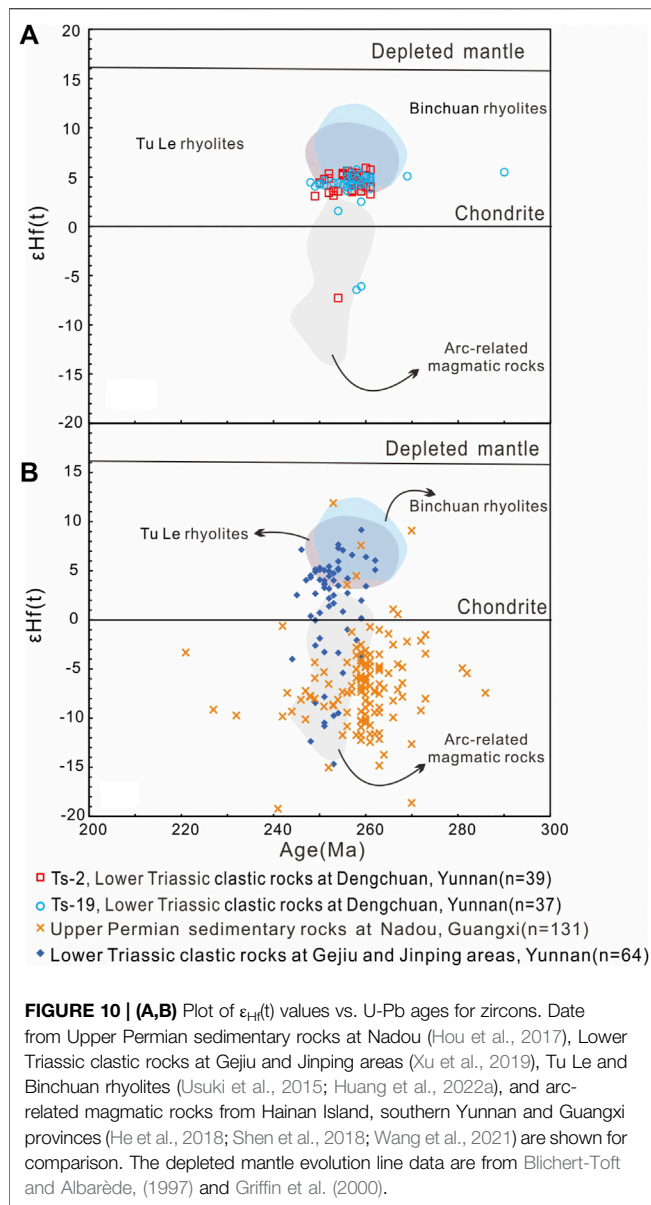 A
20
Depleted mantle
15
Binchuan rhyolites
10
Tu Le rhyolites
5
Chondrite
εHf(t)
0
-5
-10
Arc-related
magmatic rocks
-15
-20
B
Depleted mantle
15
Binchuan rhyolites
10
Tu Le rhyolites
5
Chondrite
εHf(t)
0
-5
-10
Arc-related
magmatic rocks
-15
-20
200 220 240 260 280 300
Age(Ma)
Ts-2, Lower Triassic clastic rocks at Dengchuan, Yunnan(n=39)
Ts-19, Lower Triassic clastic rocks at Dengchuan, Yunnan(n=37)
Upper Permian sedimentary rocks at Nadou, Guangxi(n=131)
Lower Triassic clastic rocks at Gejiu and Jinping areas, Yunnan(n=64)
FIGURE 10 | (A,B) Plot of εHf(t) values vs. U-Pb ages for zircons. Date
from Upper Permian sedimentary rocks at Nadou (Hou et al., 2017), Lower
Triassic clastic rocks at Gejiu and Jinping areas (Xu et al., 2019), Tu Le and
Binchuan rhyolites (Usuki et al., 2015; Huang et al., 2022a), and arc-
related magmatic rocks from Hainan Island, southern Yunnan and Guangxi
provinces (He et al., 2018; Shen et al., 2018; Wang et al., 2021) are shown for
comparison. The depleted mantle evolution line data are from Blichert-Toft
and Albarède, (1997) and Griffin et al. (2000).